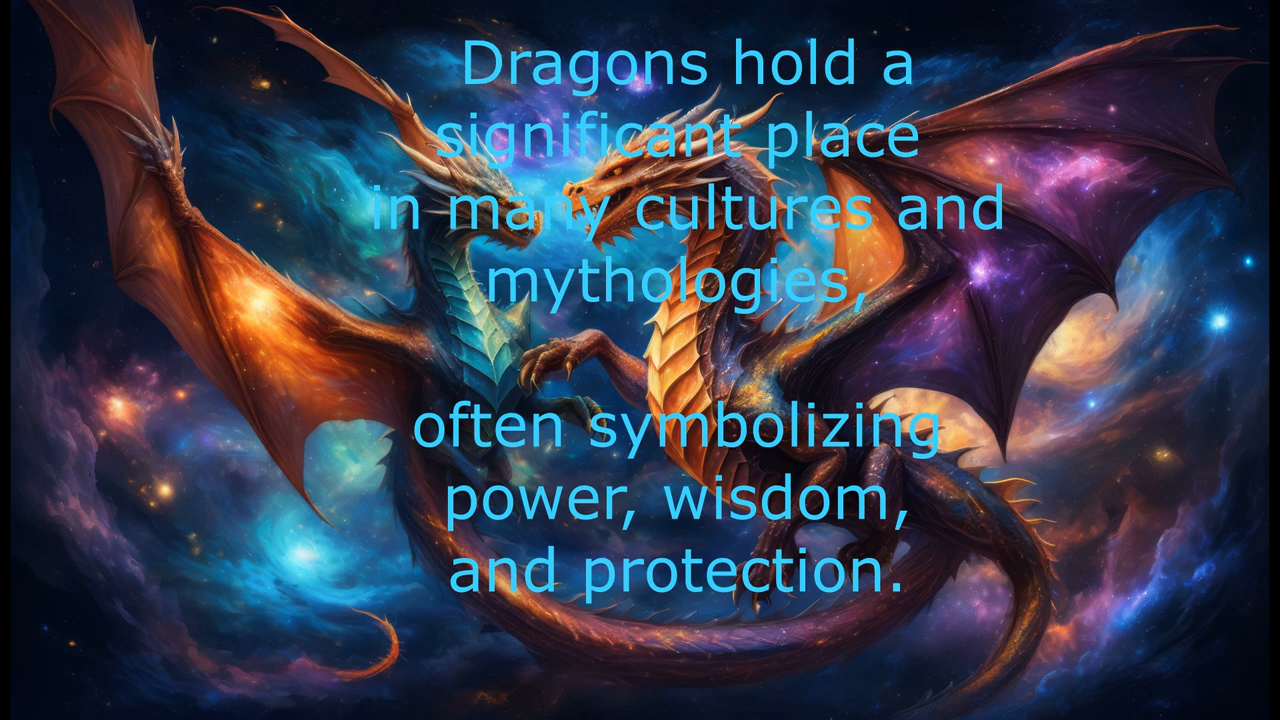 Dragons hold a
significant place
in many cultures and
mythologies,
often symbolizing
power, wisdom,
and protection.